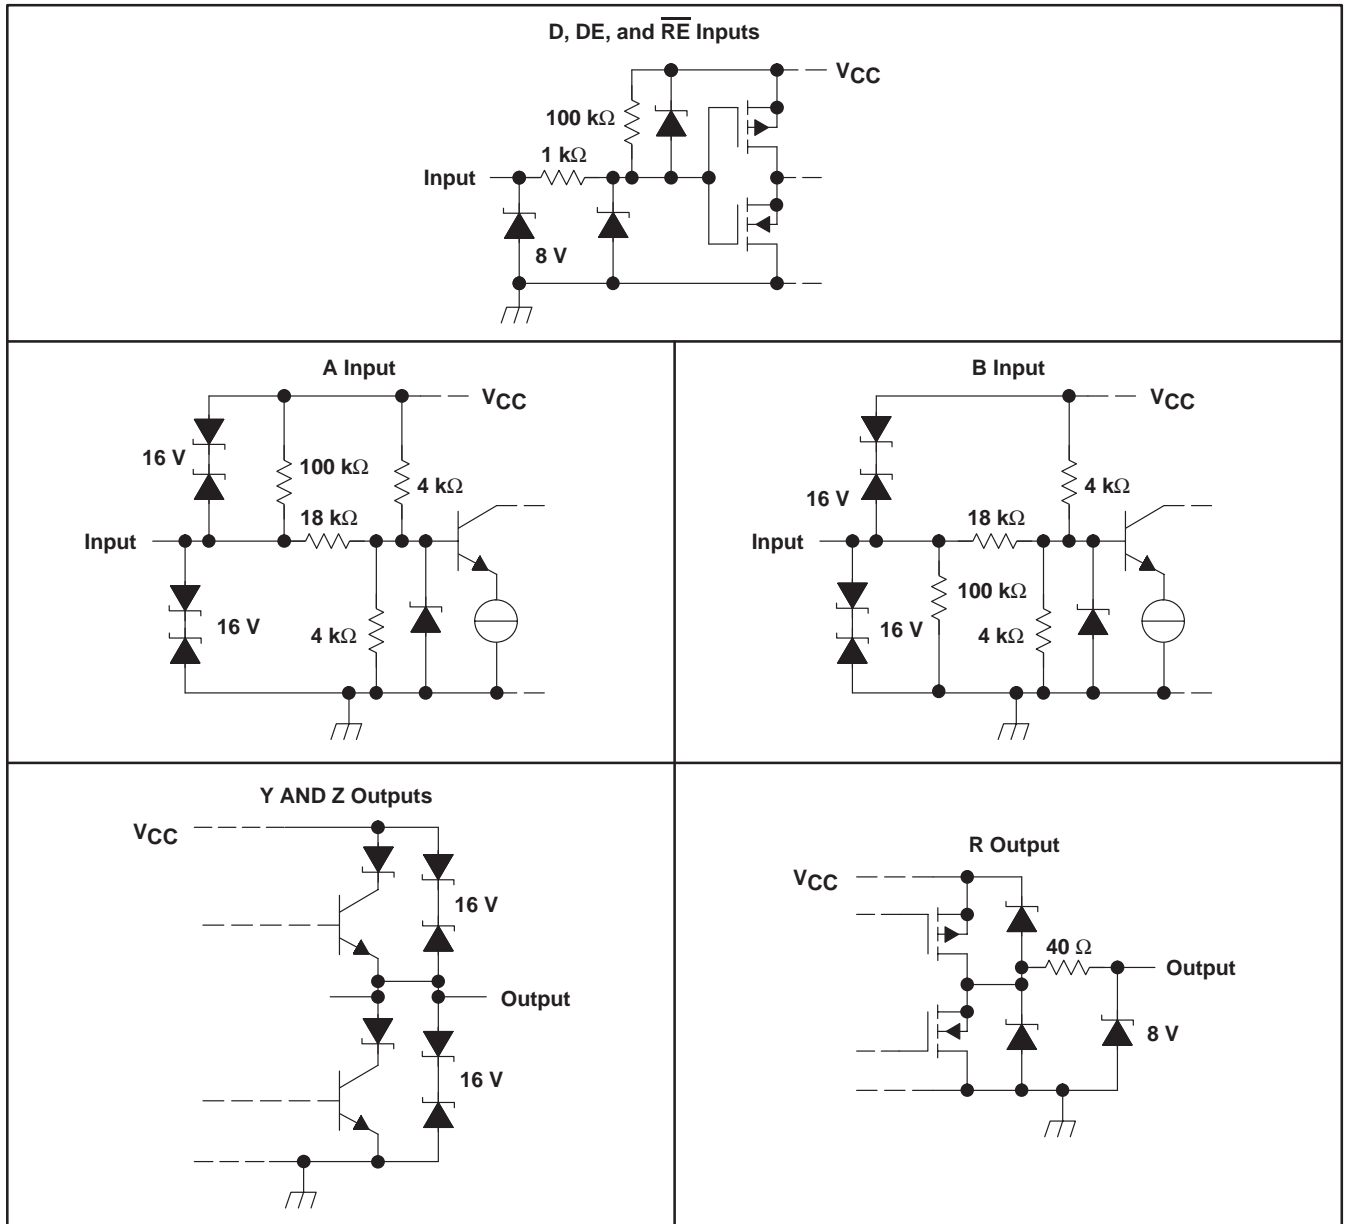 D, DE, and RE Inputs
VCC
100 kΩ
1 kΩ
Input
8 V
A Input
VCC
16 V
100 kΩ
4 kΩ
18 kΩ
Input
16 V
4 kΩ
B Input
VCC
16 V
4 kΩ
18 kΩ
Input
100 kΩ
16 V
4 kΩ
Y AND Z Outputs
VCC
16 V
Output
16 V
R Output
VCC
40 Ω
Output
8 V